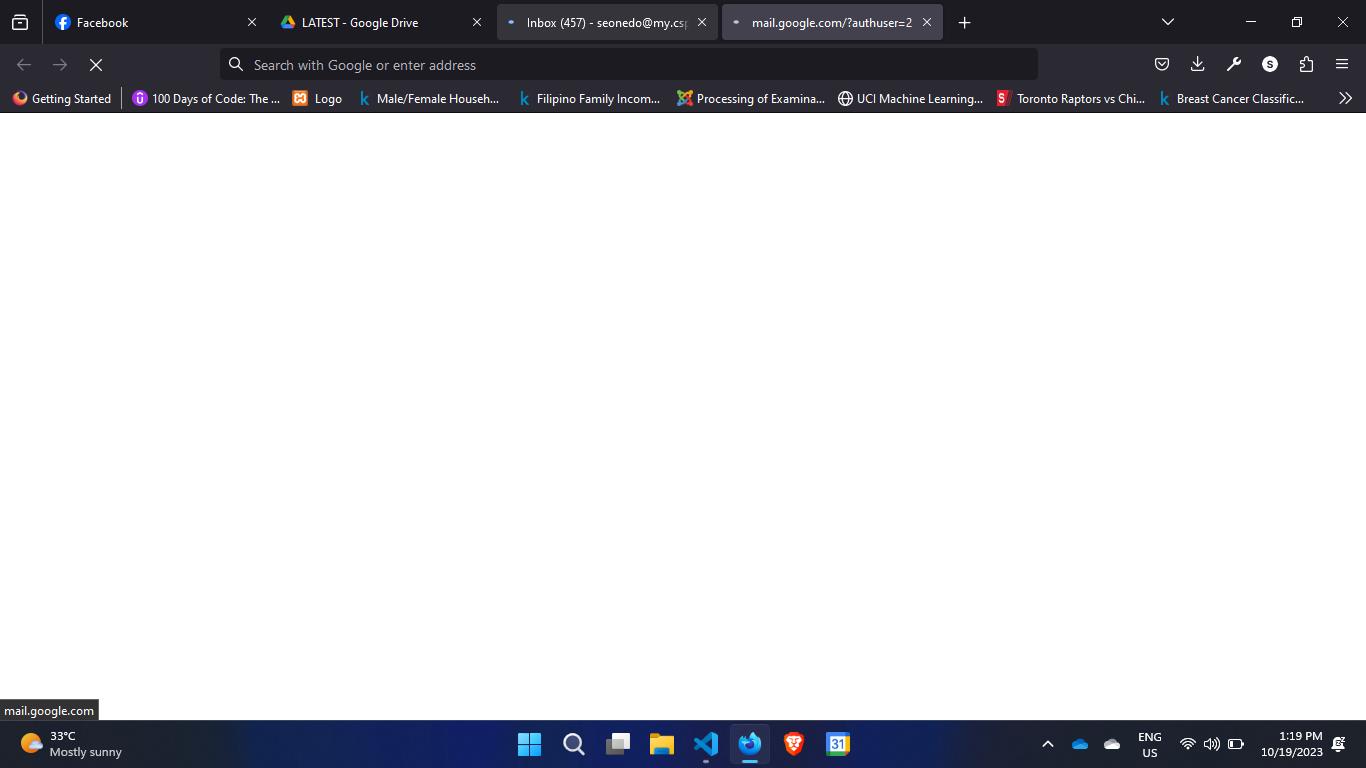 Facebook
LATEST - Google Drive
Inbox (457) - seonedo@my.csp
mail.google.com/?authuser=2
Search with Google or enter address
S
Getting Started
100 Days of Code: The ...
Logo
Male/Female Househ...
Filipino Family Incom...
Processing of Examina...
UCI Machine Learning...
Toronto Raptors vs Chi...
Breast Cancer Classific...
mail.google.com
33°C
Mostly sunny
31
ENG
US
1:19 PM
10/19/2023